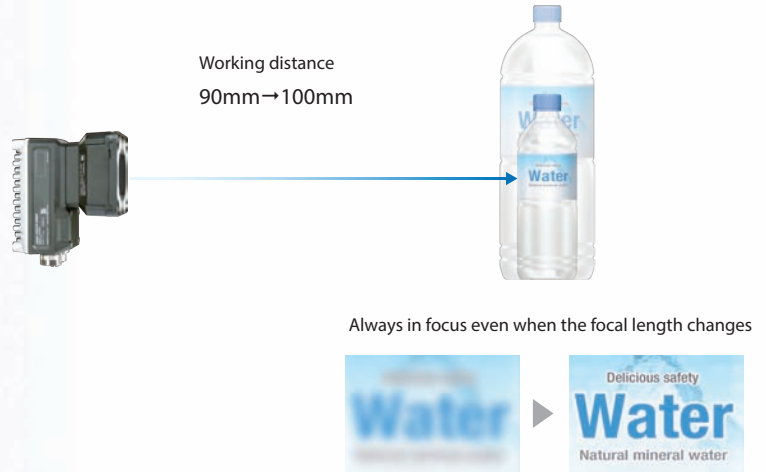 Working distance
90mm→100mm
Water
Water
Always in focus even when the focal length changes
Water
Delicious safety
Water
Natural mineral water